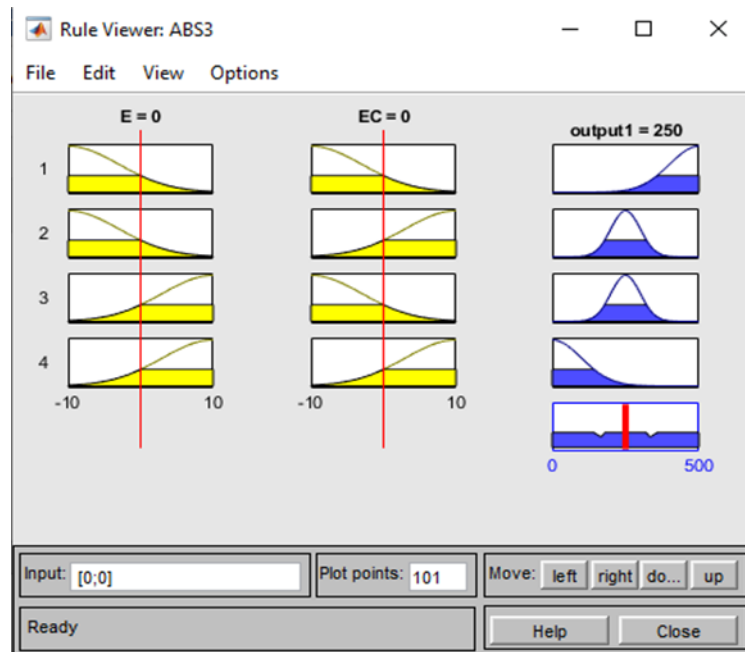 Rule Viewer: ABS3
File Edit View Options
E = 0 EC = 0 output1 = 250
1
2
3
4
-10 10 -10 10
0 500
Input: [0;0] Plot points: 101 Move: left right do... up
Ready Help Close